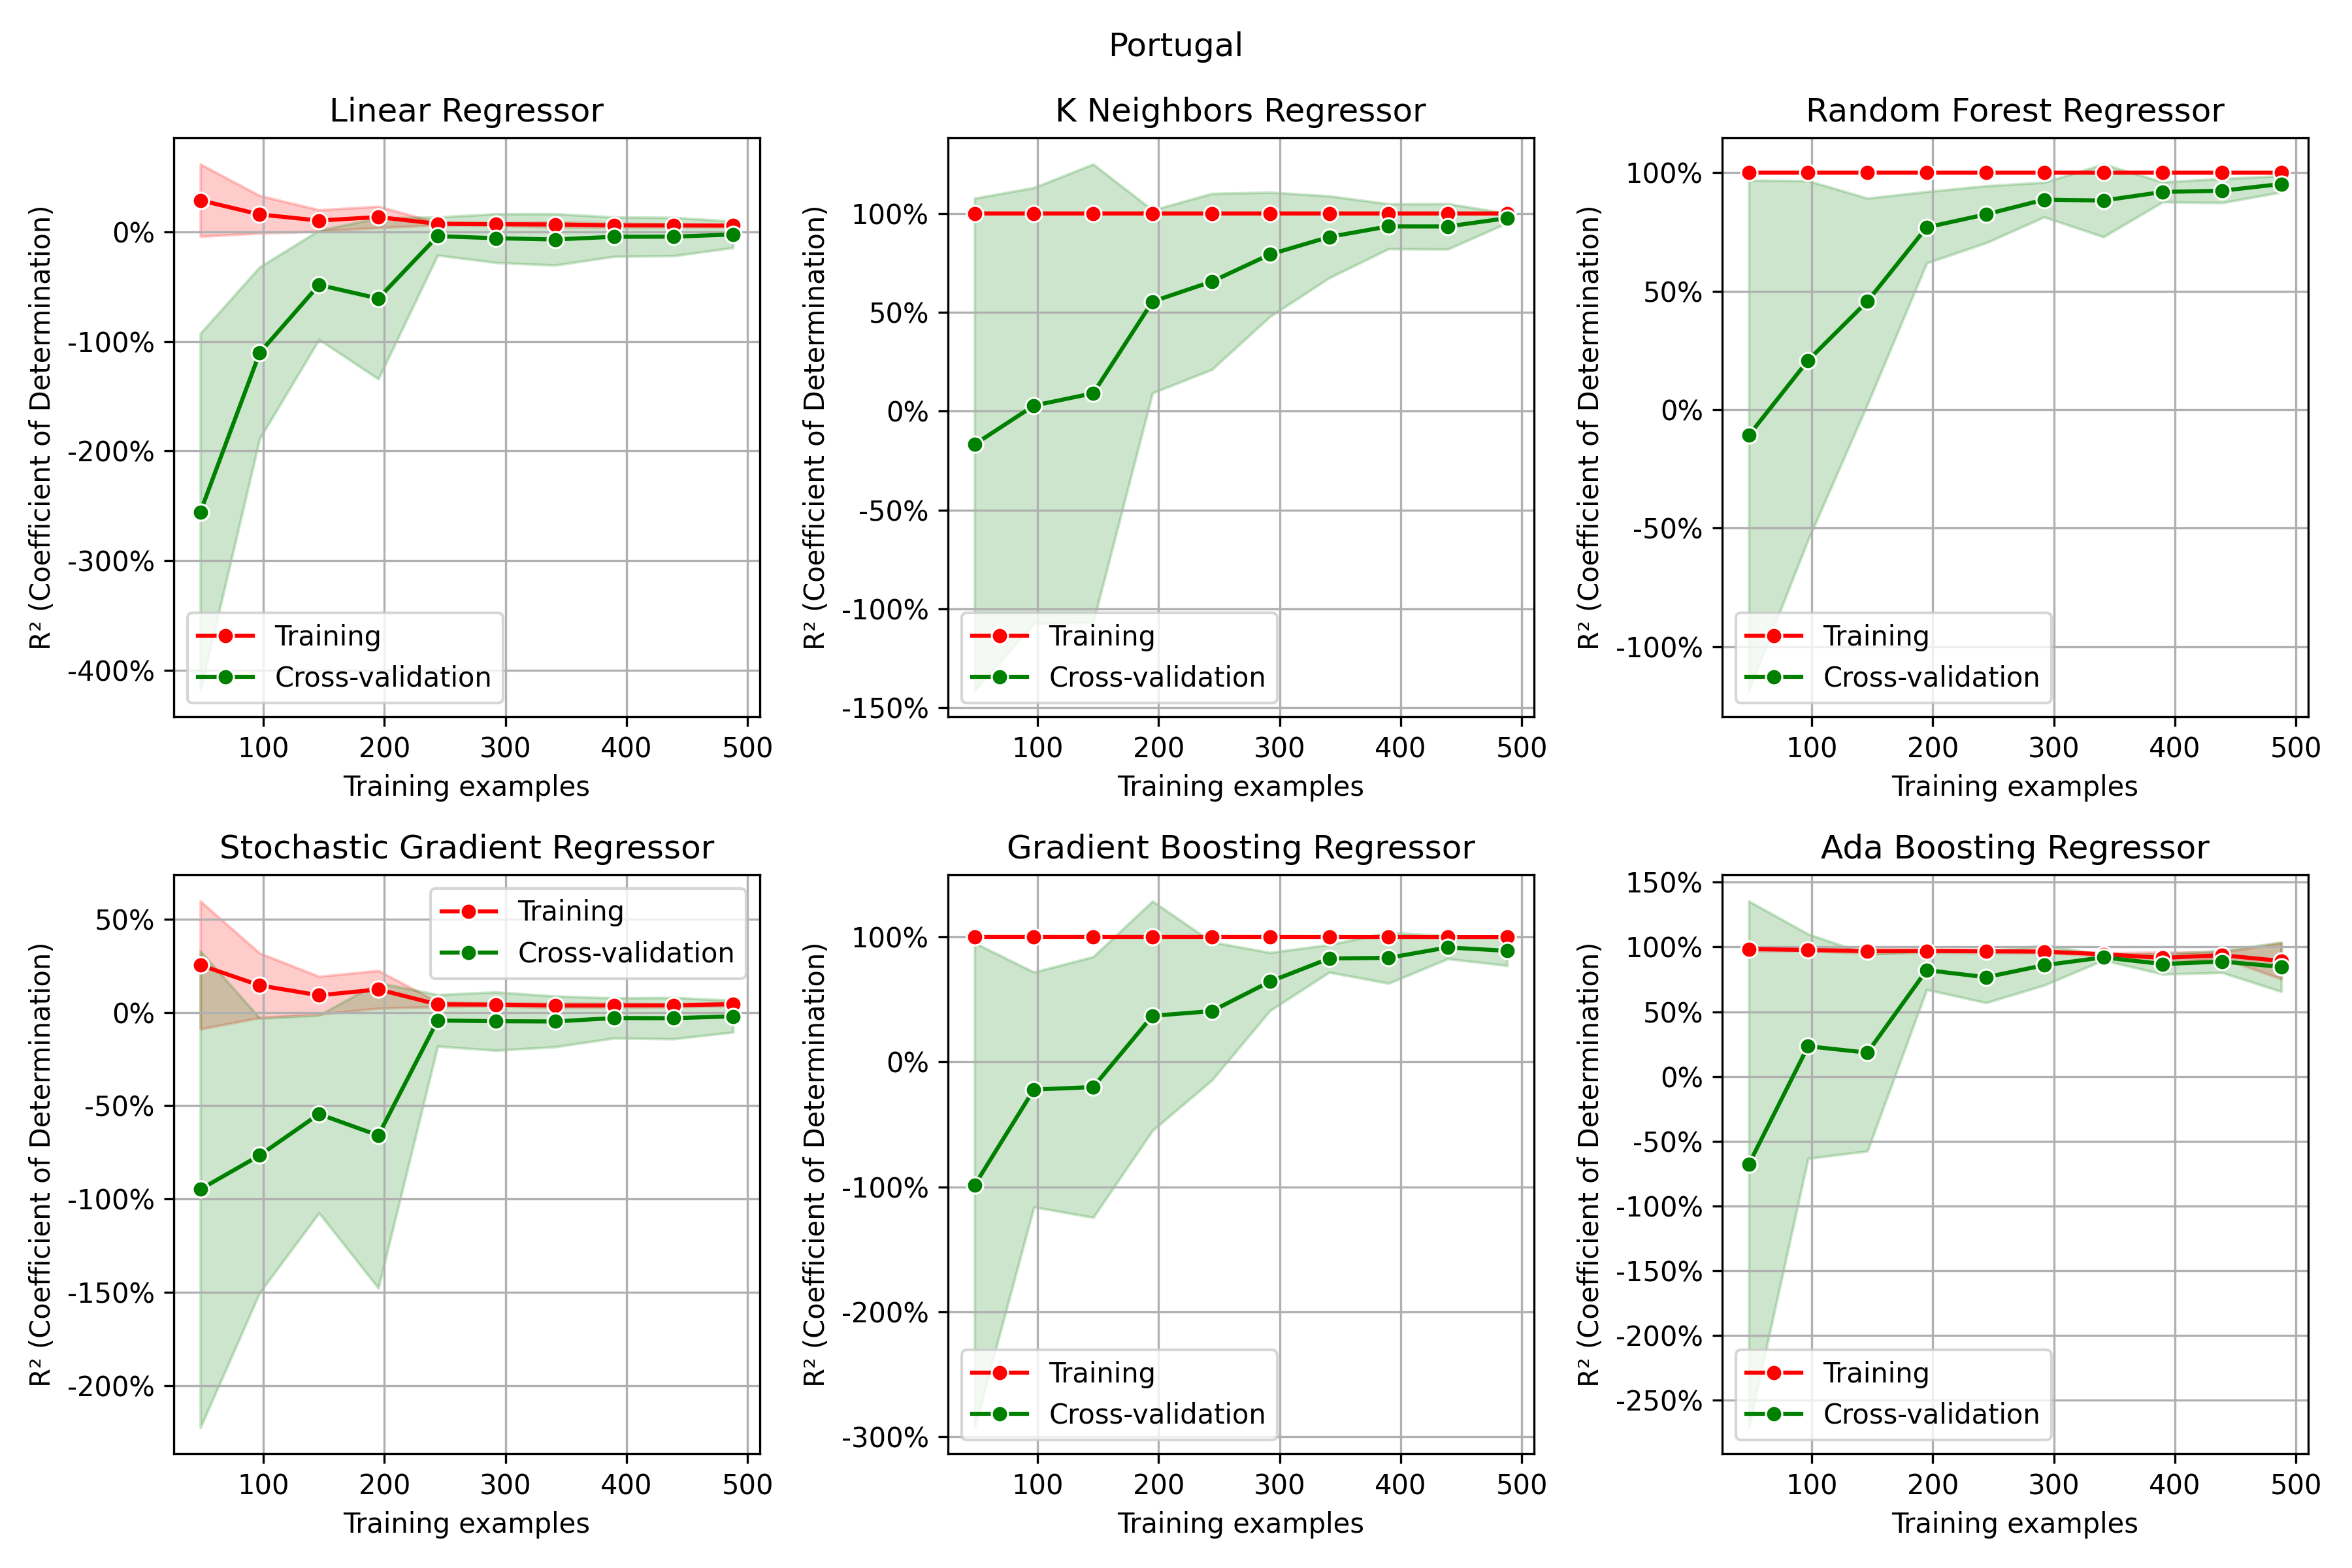 Portugal
Linear Regressor
R² (Coefficient of Determination)
0%
-100%
-200%
-300%
-400%
Training
Cross-validation
100 200 300 400 500
Training examples
K Neighbors Regressor
R² (Coefficient of Determination)
100%
50%
0%
-50%
-100%
-150%
Training
Cross-validation
100 200 300 400 500
Training examples
Random Forest Regressor
R² (Coefficient of Determination)
100%
50%
0%
-50%
-100%
Training
Cross-validation
100 200 300 400 500
Training examples
Stochastic Gradient Regressor
R² (Coefficient of Determination)
50%
0%
-50%
-100%
-150%
-200%
Training
Cross-validation
100 200 300 400 500
Training examples
Gradient Boosting Regressor
R² (Coefficient of Determination)
100%
0%
-100%
-200%
-300%
Training
Cross-validation
100 200 300 400 500
Training examples
Ada Boosting Regressor
R² (Coefficient of Determination)
150%
100%
50%
0%
-50%
-100%
-150%
-200%
-250%
Training
Cross-validation
100 200 300 400 500
Training examples